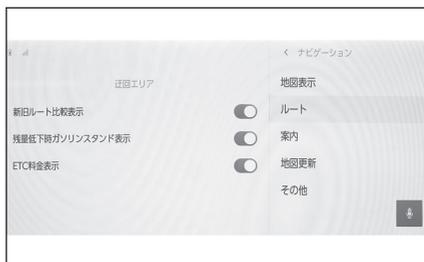 迂回エリア
新旧ルート比較表示
残量低下時ガソリンスタンド表示
ETC料金表示
< ナビゲーション
地図表示
ルート
案内
地図更新
その他